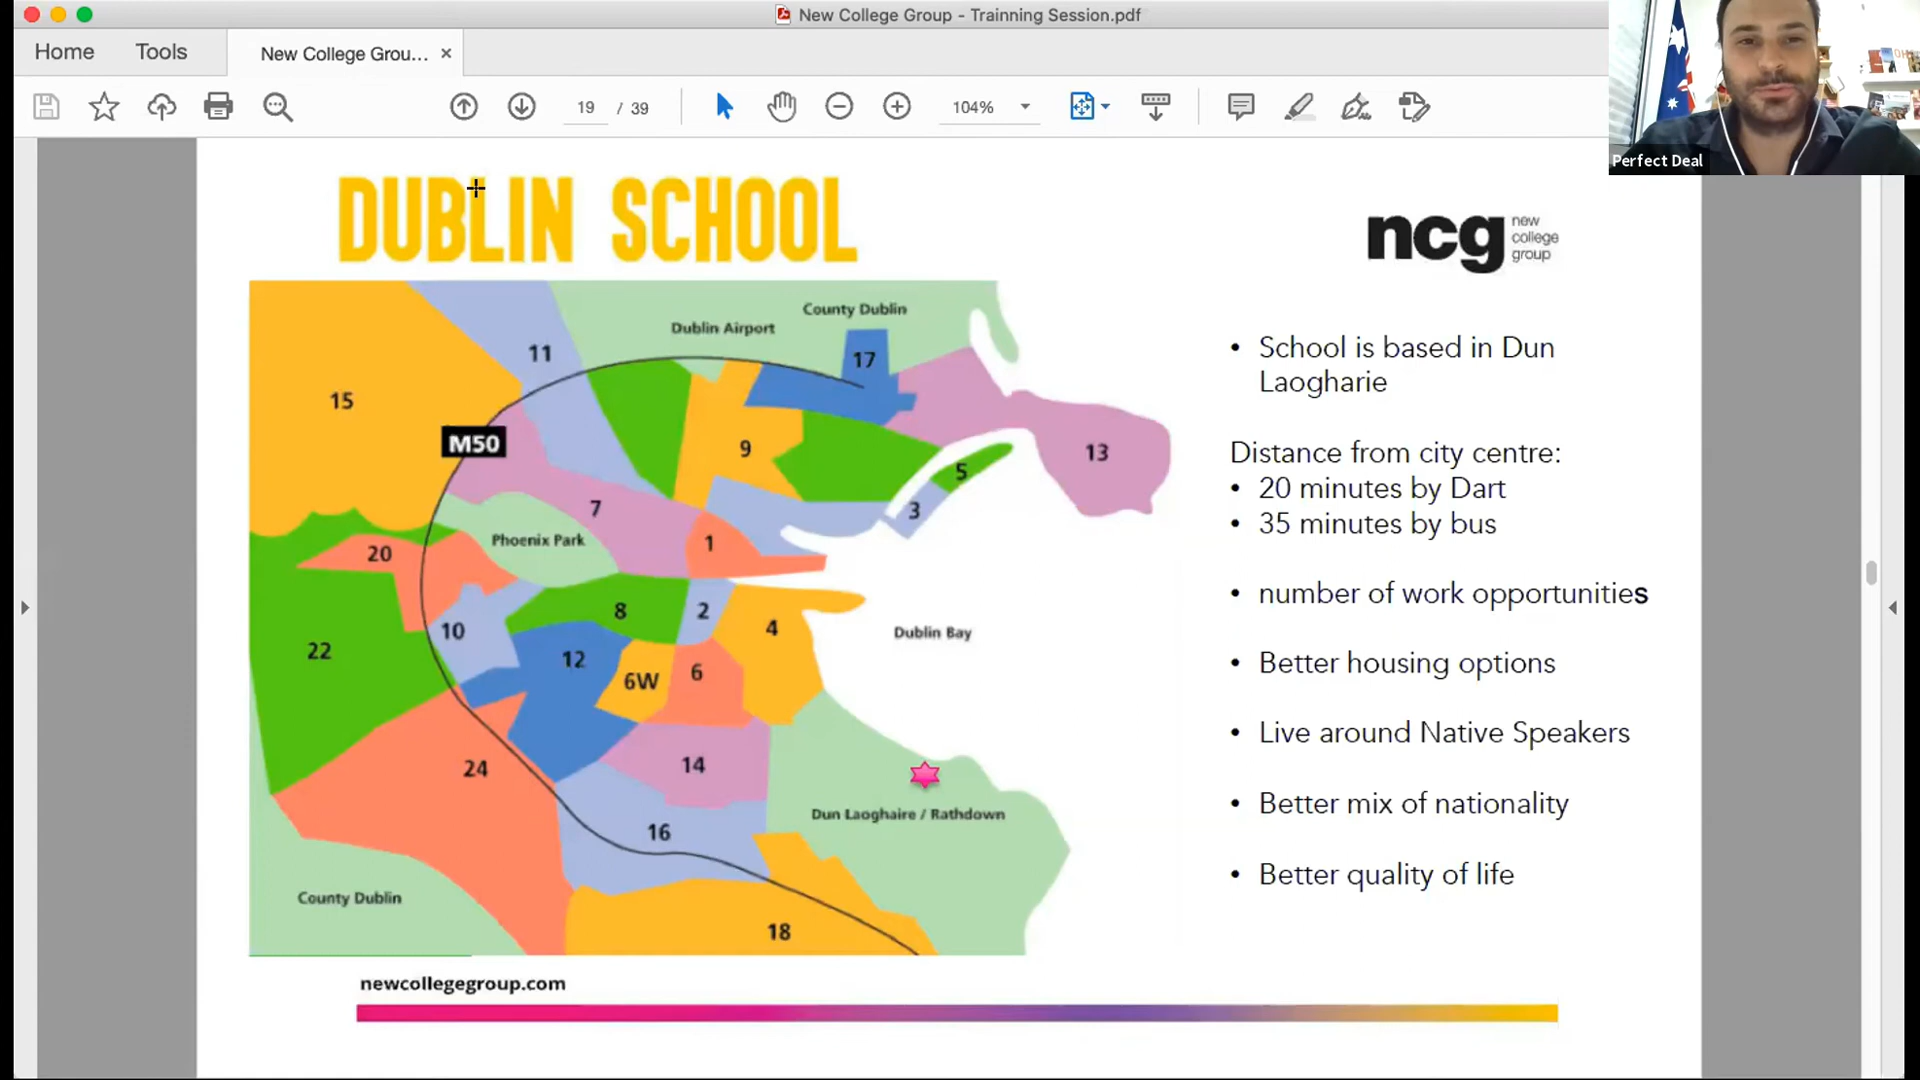 New College Group - Trainning Session.pdf
Home
Tools
New College Grou...
19 / 39
104%
Perfect Deal
DUBLIN SCHOOL
ncg new college group
County Dublin
Dublin Airport
17
11
15
M50
9
13
5
3
7
Phoenix Park
1
20
8
2
4
10
Dublin Bay
22
12
6W
6
24
14
Dun Laoghaire / Rathdown
16
County Dublin
18
• School is based in Dun
Laogharie
Distance from city centre:
• 20 minutes by Dart
• 35 minutes by bus
• number of work opportunities
• Better housing options
• Live around Native Speakers
• Better mix of nationality
• Better quality of life
newcollegegroup.com